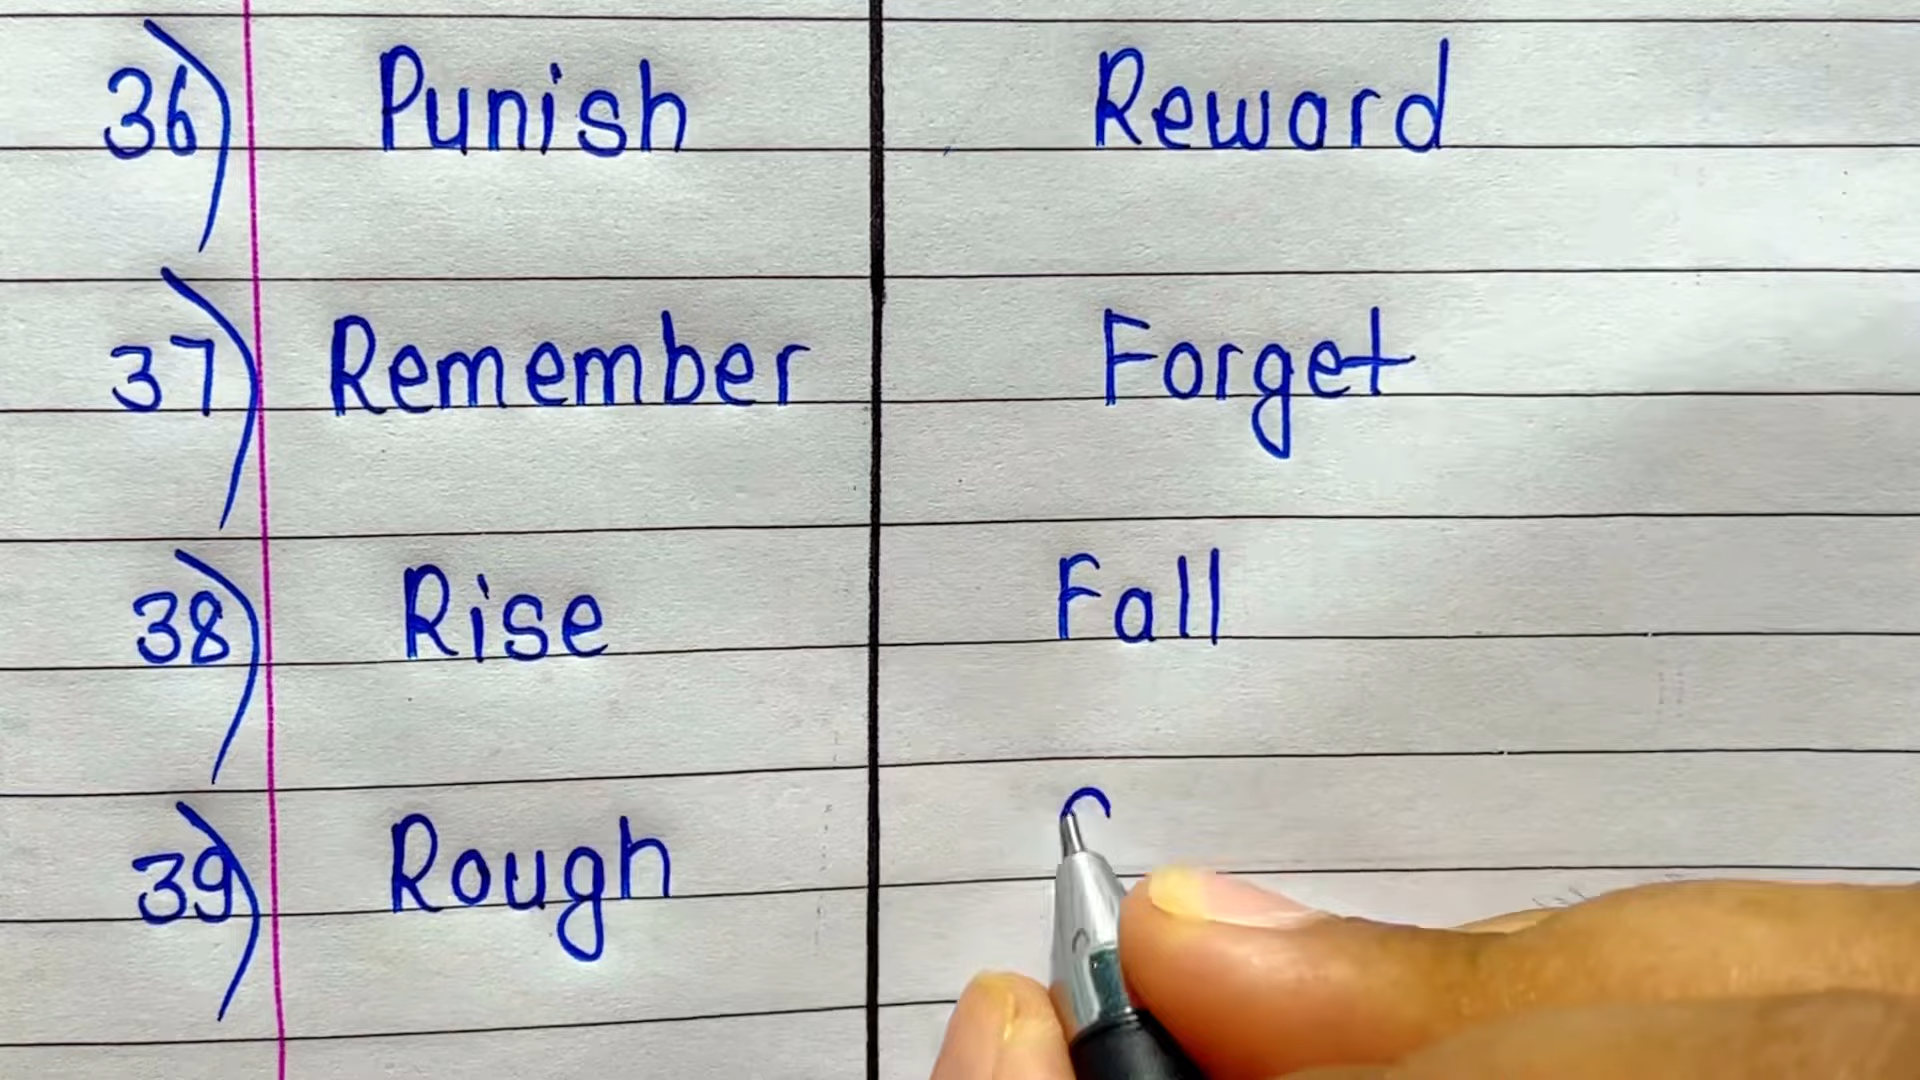 36) Punish Reward
37) Remember Forget
38) Rise Fall
39) Rough